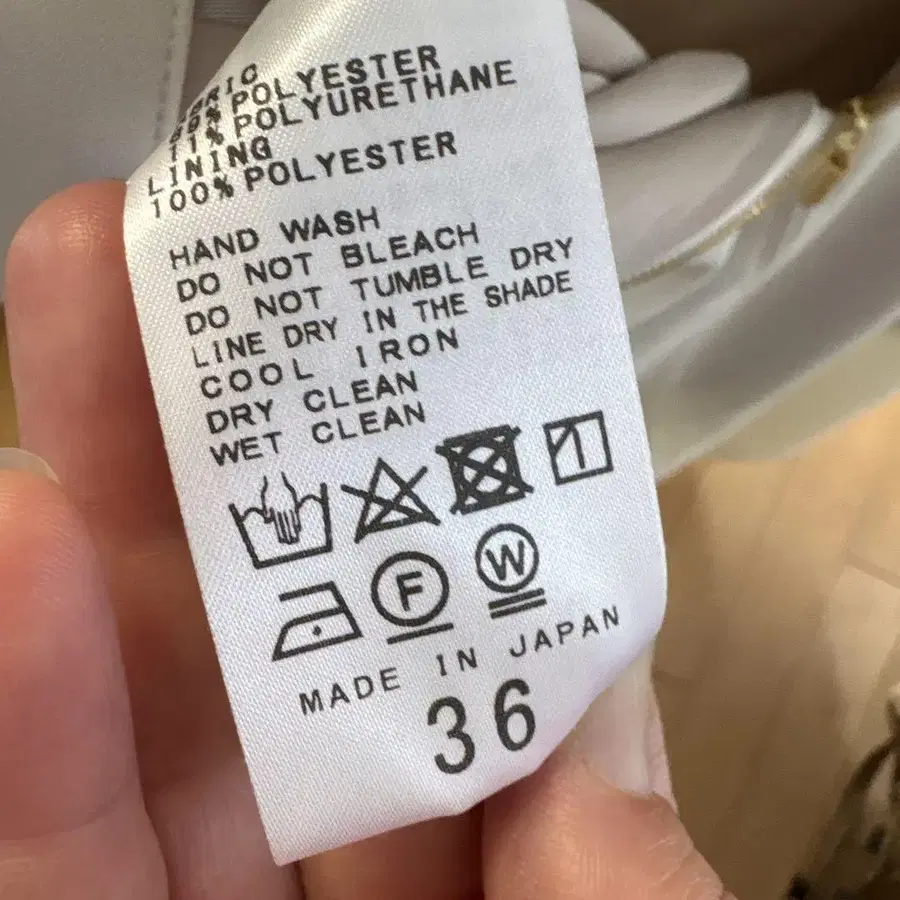 POLYESTER
11% POLYURETHANE
LINING
100% POLYESTER
HAND WASH
DO NOT BLEACH
DO NOT TUMBLE DRY
LINE DRY IN THE SHADE
COOL IRON
DRY CLEAN
WET CLEAN
F W
MADE IN JAPAN
36